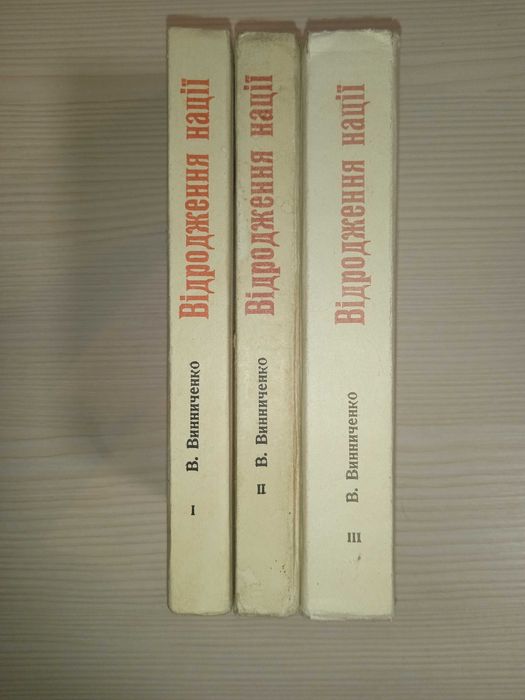 I В. Винниченко Відродження нації
II В. Винниченко Відродження нації
III В. Винниченко Відродження нації